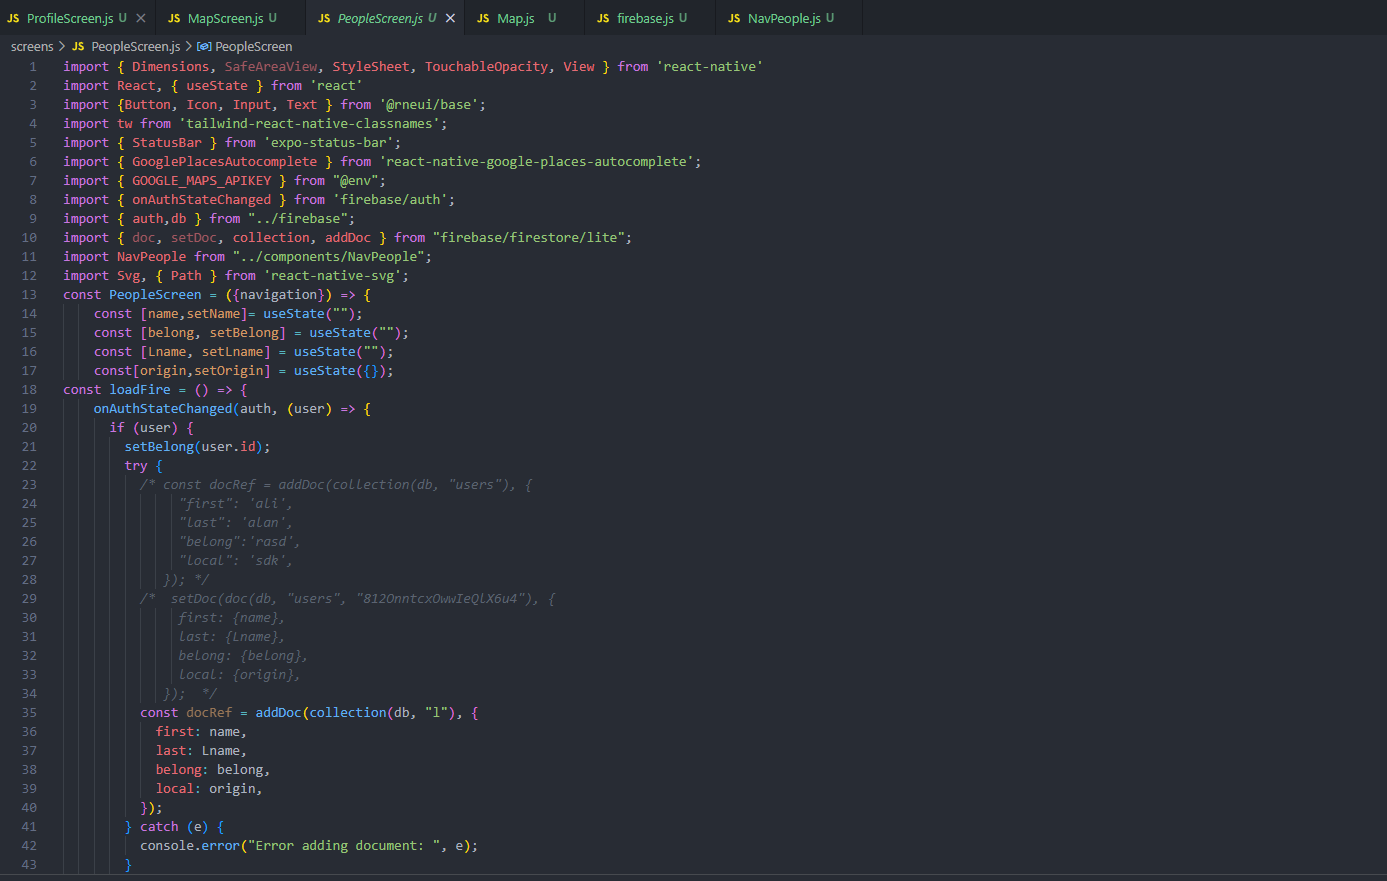 JS ProfileScreen.js U JS MapScreen.js U JS PeopleScreen.js U JS Map.js U JS firebase.js U JS NavPeople.js U
screens > JS PeopleScreen.js > PeopleScreen
1 import { Dimensions, SafeAreaView, StyleSheet, TouchableOpacity, View } from 'react-native'
2 import React, { useState } from 'react'
3 import {Button, Icon, Input, Text } from '@rneui/base';
4 import tw from 'tailwind-react-native-classnames';
5 import { StatusBar } from 'expo-status-bar';
6 import { GooglePlacesAutocomplete } from 'react-native-google-places-autocomplete';
7 import { GOOGLE_MAPS_APIKEY } from "@env";
8 import { onAuthStateChanged } from 'firebase/auth';
9 import { auth,db } from "../firebase";
10 import { doc, setDoc, collection, addDoc } from "firebase/firestore/lite";
11 import NavPeople from "../components/NavPeople";
12 import Svg, { Path } from 'react-native-svg';
13 const PeopleScreen = ({navigation}) => {
14 const [name,setName]= useState("");
15 const [belong, setBelong] = useState("");
16 const [Lname, setLname] = useState("");
17 const[origin,setOrigin] = useState({});
18 const loadFire = () => {
19 onAuthStateChanged(auth, (user) => {
20 if (user) {
21 setBelong(user.id);
22 try {
23 /* const docRef = addDoc(collection(db, "users"), {
24 "first": 'ali',
25 "last": 'alan',
26 "belong":'rasd',
27 "local": 'sdk',
28 }); */
29 /* setDoc(doc(db, "users", "812OnntcxOwwIeQlX6u4"), {
30 first: {name},
31 last: {Lname},
32 belong: {belong},
33 local: {origin},
34 }); */
35 const docRef = addDoc(collection(db, "l"), {
36 first: name,
37 last: Lname,
38 belong: belong,
39 local: origin,
40 });
41 } catch (e) {
42 console.error("Error adding document: ", e);
43 }